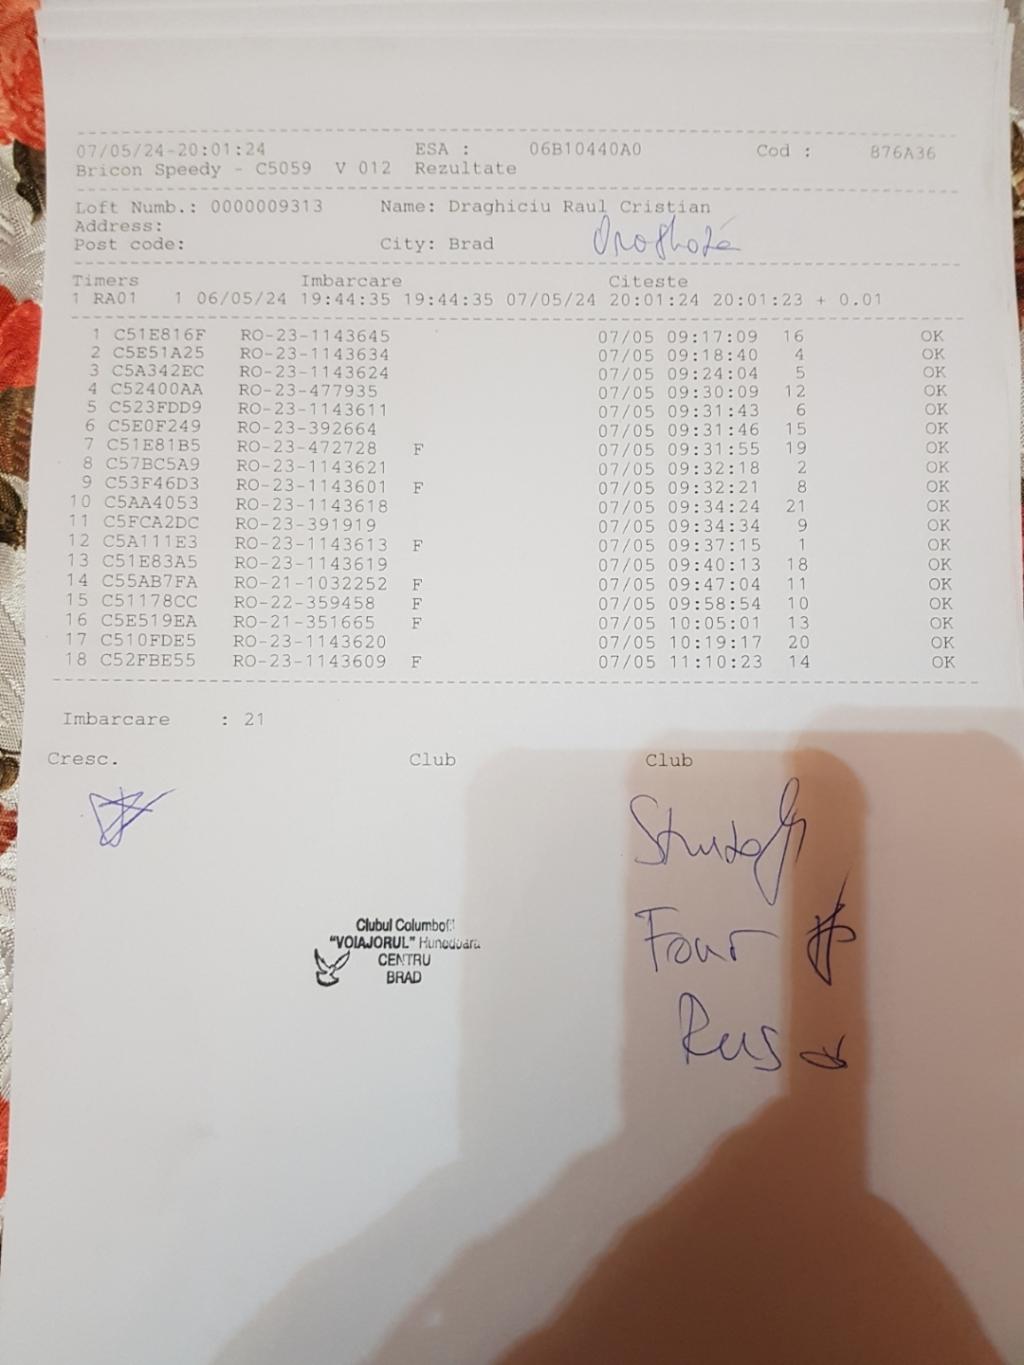 07/05/24-20:01:24 ESA : 06B10440A0 Cod : 876A36
Bricon Speedy - C5059 V 012 Rezultate
Loft Numb.: 0000009313 Name: Draghiciu Raul Cristian
Address:
Post code: City: Brad
Timers Imbarcare Citeste
1 RA01 1 06/05/24 19:44:35 19:44:35 07/05/24 20:01:24 20:01:23 + 0.01
1 C51E816F RO-23-1143645 07/05 09:17:09 16 OK
2 C5E51A25 RO-23-1143634 07/05 09:18:40 4 OK
3 C5A342EC RO-23-1143624 07/05 09:24:04 5 OK
4 C52400AA RO-23-477935 07/05 09:30:09 12 OK
5 C523FDD9 RO-23-1143611 07/05 09:31:43 6 OK
6 C5E0F249 RO-23-392664 07/05 09:31:46 15 OK
7 C51E81B5 RO-23-472728 F 07/05 09:31:55 19 OK
8 C57BC5A9 RO-23-1143621 07/05 09:32:18 2 OK
9 C53F46D3 RO-23-1143601 F 07/05 09:32:21 8 OK
10 C5AA4053 RO-23-1143618 07/05 09:34:24 21 OK
11 C5FCA2DC RO-23-391919 07/05 09:34:34 9 OK
12 C5A111E3 RO-23-1143613 F 07/05 09:37:15 1 OK
13 C51E83A5 RO-23-1143619 07/05 09:40:13 18 OK
14 C55AB7FA RO-21-1032252 F 07/05 09:47:04 11 OK
15 C51178CC RO-22-359458 F 07/05 09:58:54 10 OK
16 C5E519EA RO-21-351665 F 07/05 10:05:01 13 OK
17 C510FDE5 RO-23-1143620 07/05 10:19:17 20 OK
18 C52FBE55 RO-23-1143609 F 07/05 11:10:23 14 OK
Imbarcare : 21
Cresc. Club Club
Clubul Columbofil
"VOIAJORUL" Hunedoara
CENTRU
BRAD
Rus